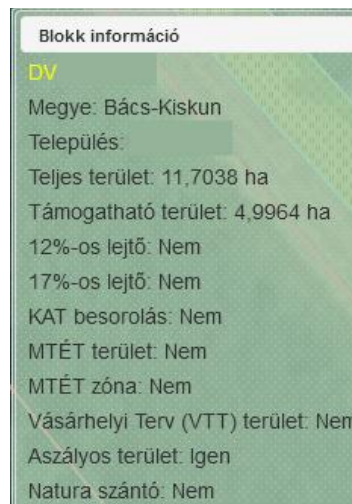 Blokk információ
DV
Megye: Bács-Kiskun
Település:
Teljes terület: 11,7038 ha
Támogatható terület: 4,9964 ha
12%-os lejtő: Nem
17%-os lejtő: Nem
KAT besorolás: Nem
MTÉT terület: Nem
MTÉT zóna: Nem
Vásárhelyi Terv (VTT) terület: Nem
Aszályos terület: Igen
Natura szántó: Nem